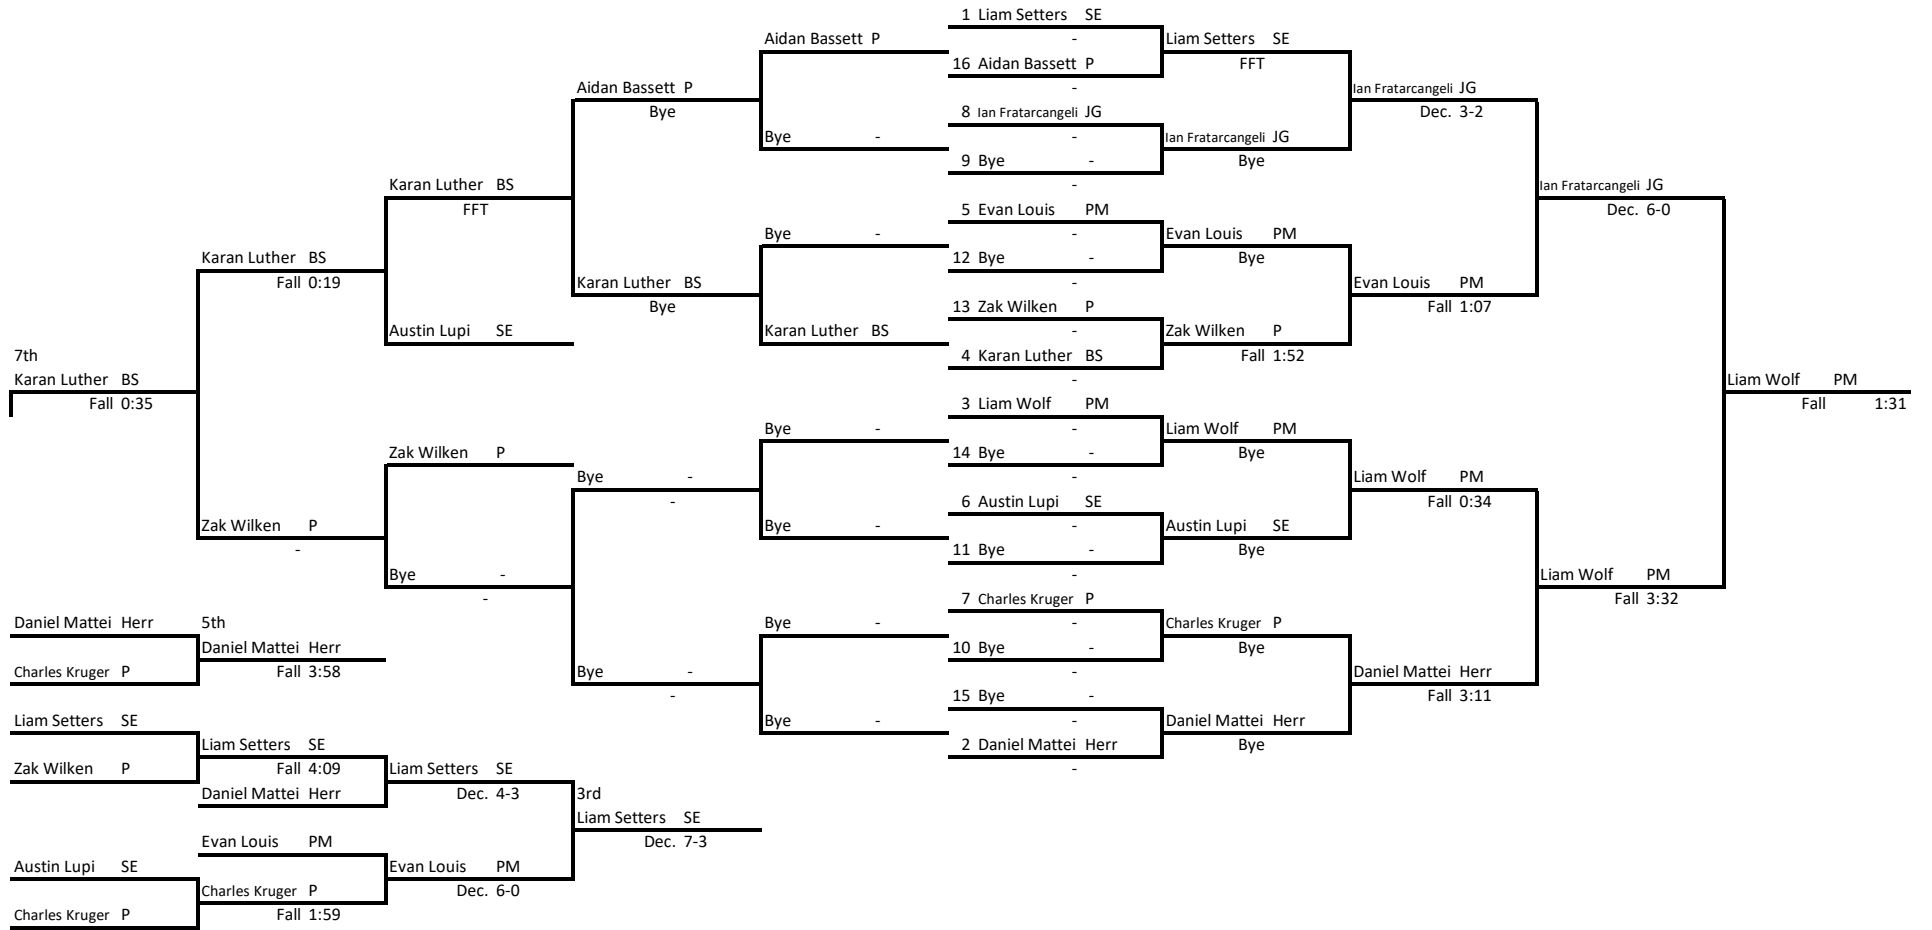 1 Liam Setters SE
Aidan Bassett P - Liam Setters SE
16 Aidan Bassett P FFT
Aidan Bassett P - Ian Fratarcangeli JG
Bye 8 Ian Fratarcangeli JG Dec. 3-2
Bye - - Ian Fratarcangeli JG
9 Bye - Bye
Karan Luther BS - Ian Fratarcangeli JG
FFT 5 Evan Louis PM Dec. 6-0
Bye - - Evan Louis PM
Karan Luther BS 12 Bye - Bye
Fall 0:19 Karan Luther BS - Evan Louis PM
Bye 13 Zak Wilken P Fall 1:07
Austin Lupi SE Karan Luther BS - Zak Wilken P
7th 4 Karan Luther BS Fall 1:52
Karan Luther BS - Liam Wolf PM
Fall 0:35 3 Liam Wolf PM Fall 1:31
Bye - - Liam Wolf PM
Zak Wilken P 14 Bye - Bye
Bye - - Liam Wolf PM
- 6 Austin Lupi SE Fall 0:34
Zak Wilken P Bye - - Austin Lupi SE
- 11 Bye - Bye
Bye - - Liam Wolf PM
- 7 Charles Kruger P Fall 3:32
Daniel Mattei Herr 5th Bye - - Charles Kruger P
Daniel Mattei Herr 10 Bye - Bye
Charles Kruger P Fall 3:58 Bye - - Daniel Mattei Herr
- 15 Bye - Fall 3:11
Liam Setters SE Bye - - Daniel Mattei Herr
Liam Setters SE 2 Daniel Mattei Herr Bye
Zak Wilken P Fall 4:09 Liam Setters SE -
Daniel Mattei Herr Dec. 4-3 3rd
Liam Setters SE
Evan Louis PM Dec. 7-3
Austin Lupi SE Evan Louis PM
Charles Kruger P Dec. 6-0
Charles Kruger P Fall 1:59